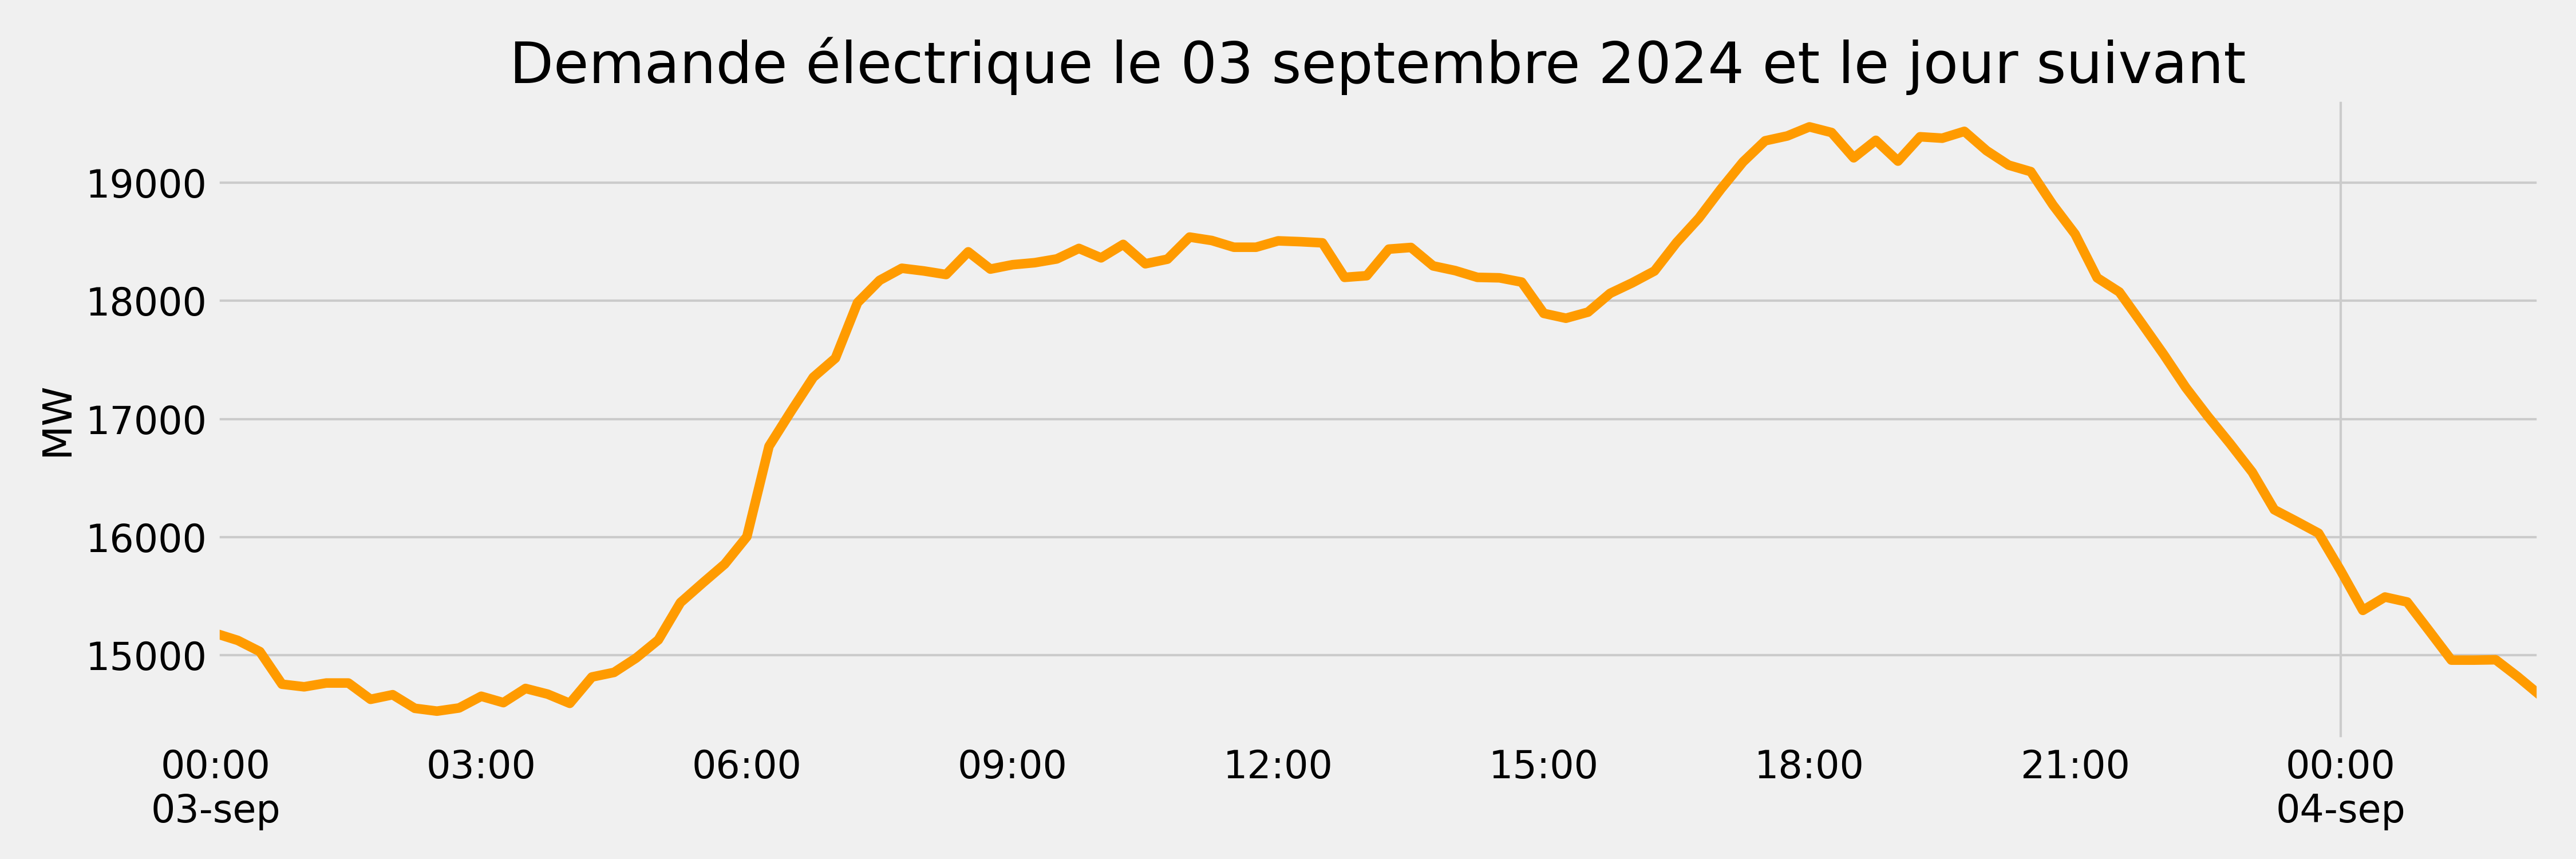 Demande électrique le 03 septembre 2024 et le jour suivant
MW
19000
18000
17000
16000
15000
00:00 03:00 06:00 09:00 12:00 15:00 18:00 21:00 00:00
03-sep 04-sep